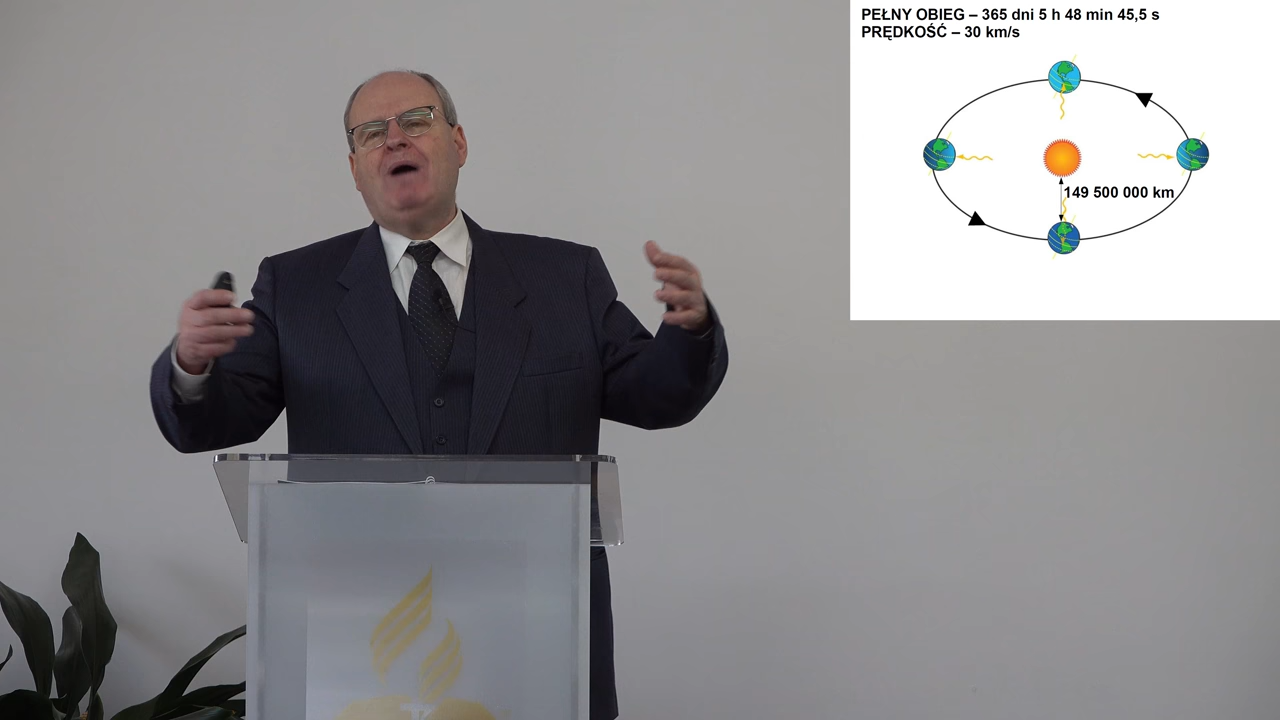 PEŁNY OBIEG – 365 dni 5 h 48 min 45,5 s
PRĘDKOŚĆ – 30 km/s
149 500 000 km